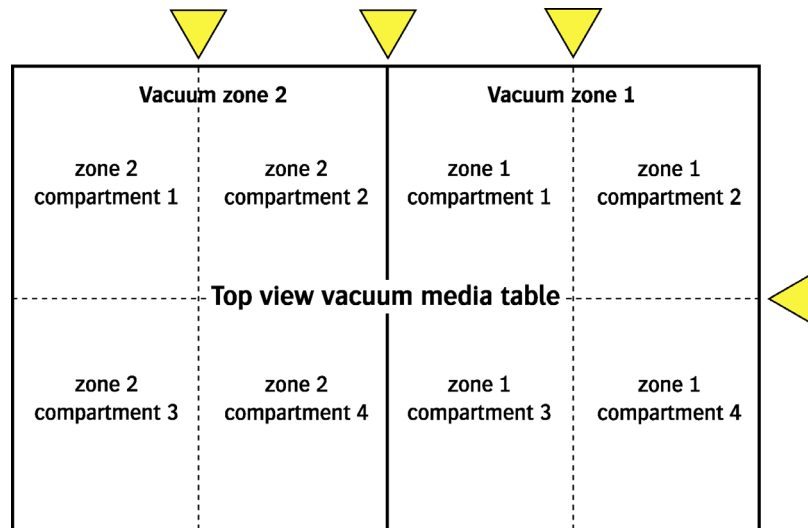 Vacuum zone 2
Vacuum zone 1
zone 2
compartment 1
zone 2
compartment 2
zone 1
compartment 1
zone 1
compartment 2
Top view vacuum media table
zone 2
compartment 3
zone 2
compartment 4
zone 1
compartment 3
zone 1
compartment 4